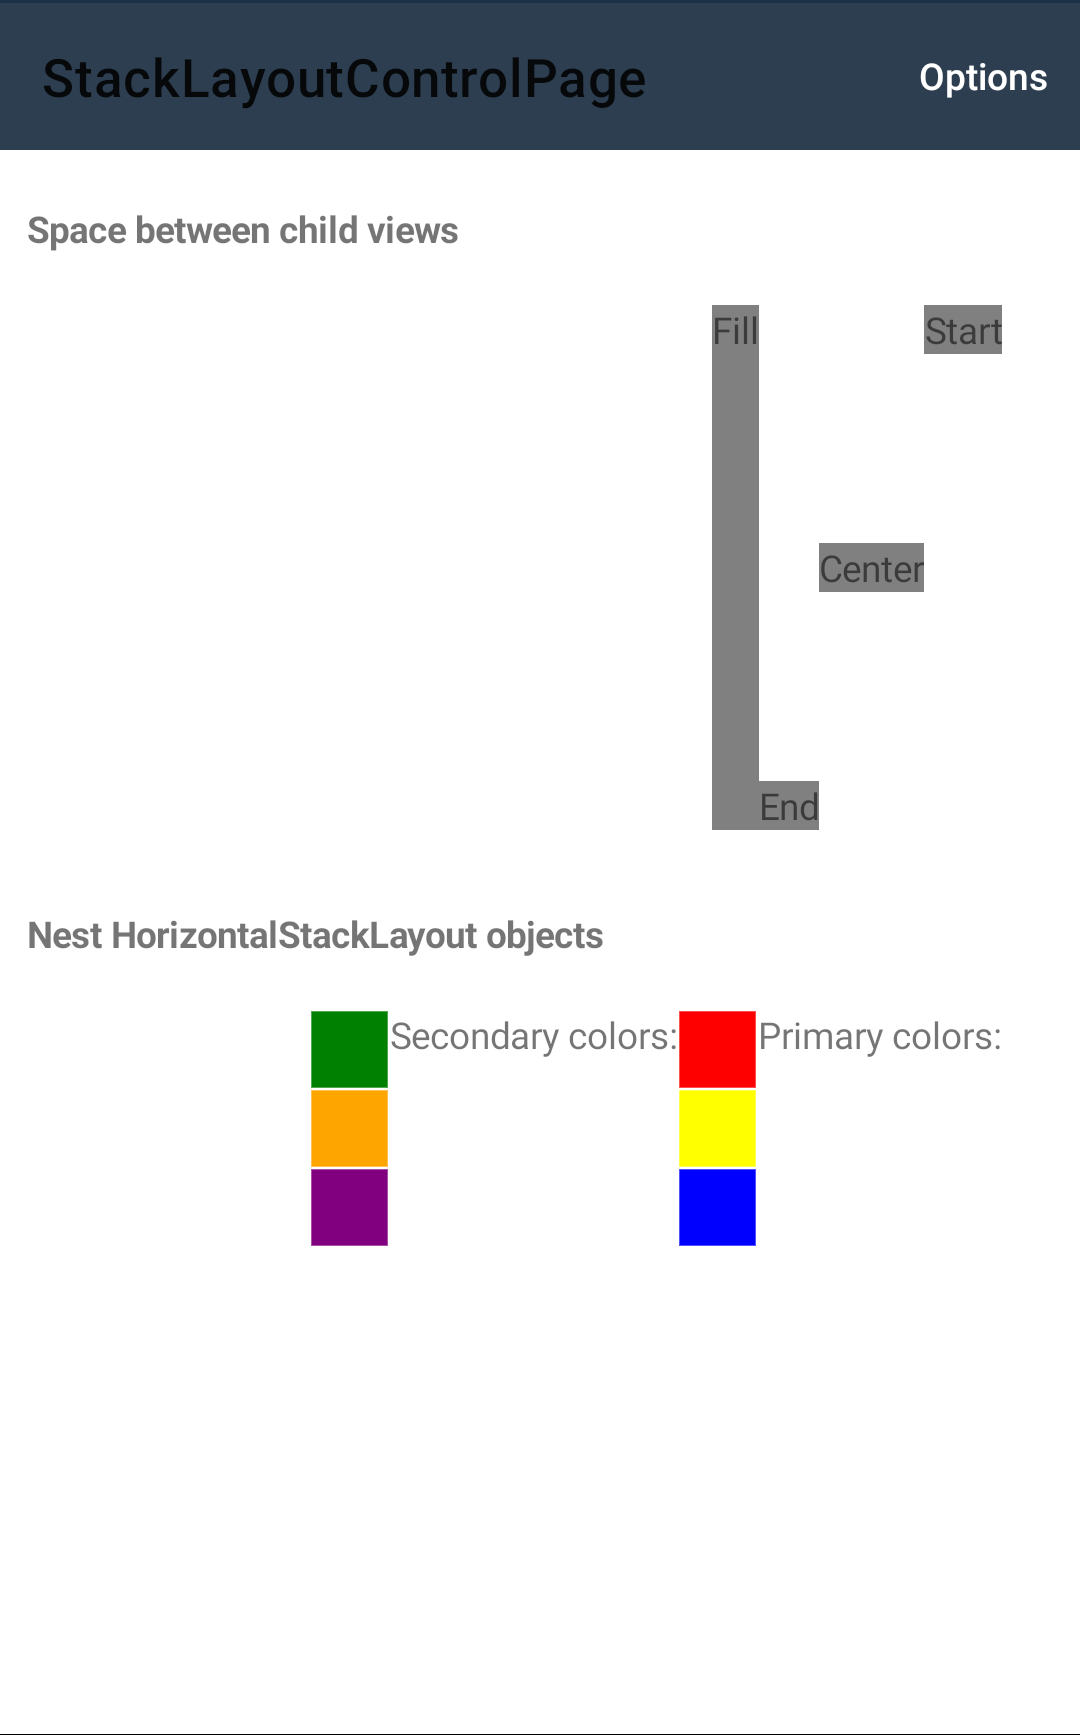 StackLayoutControlPage
Options
Space between child views
Fill
Start
Center
End
Nest HorizontalStackLayout objects
Secondary colors:
Primary colors: